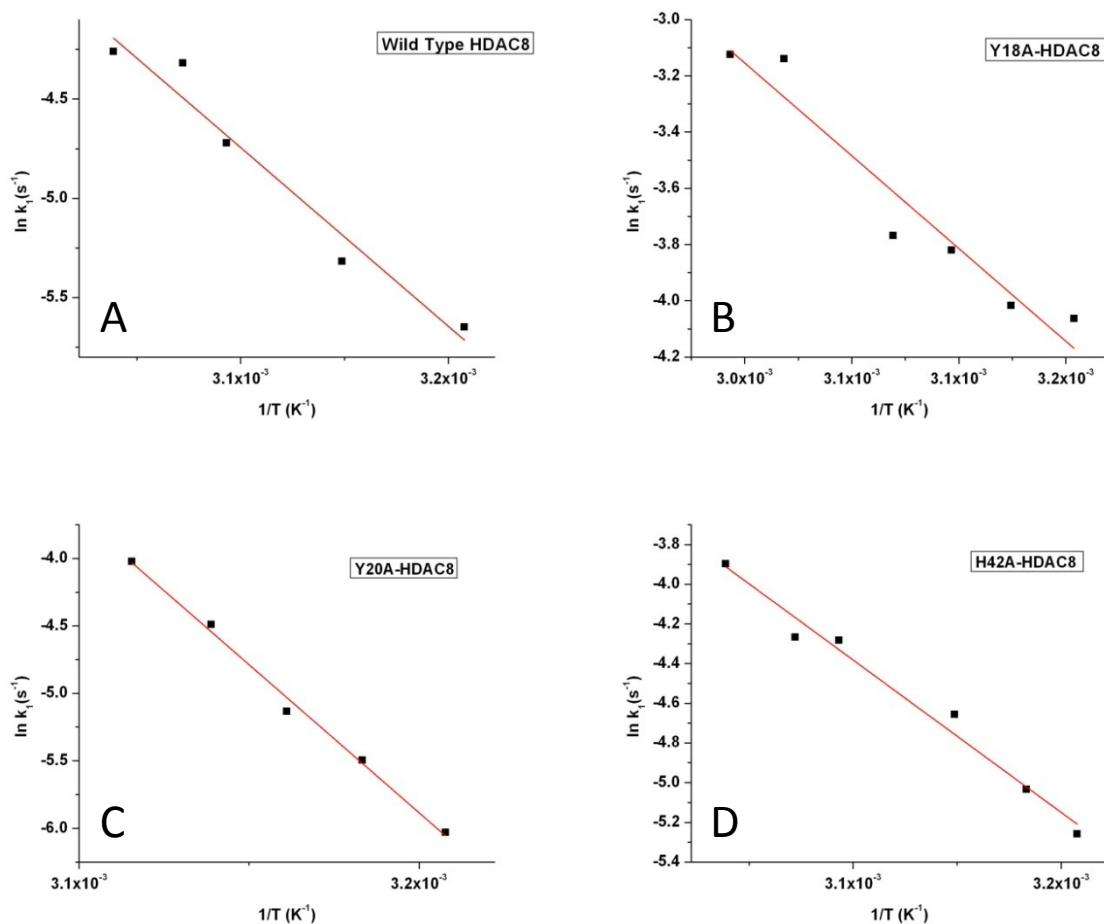 Wild Type HDAC8
-4.5
-5.0
-5.5
ln k₁(s⁻¹)
A
3.1x10⁻³
3.2x10⁻³
1/T (K⁻¹)
Y18A-HDAC8
-3.0
-3.2
-3.4
-3.6
-3.8
-4.0
-4.2
ln k₁(s⁻¹)
B
3.0x10⁻³
3.1x10⁻³
3.1x10⁻³
3.2x10⁻³
1/T (K⁻¹)
Y20A-HDAC8
-4.0
-4.5
-5.0
-5.5
-6.0
ln k₁(s⁻¹)
C
3.1x10⁻³
3.2x10⁻³
1/T (K⁻¹)
H42A-HDAC8
-3.8
-4.0
-4.2
-4.4
-4.6
-4.8
-5.0
-5.2
-5.4
ln k₁(s⁻¹)
D
3.1x10⁻³
3.2x10⁻³
1/T (K⁻¹)